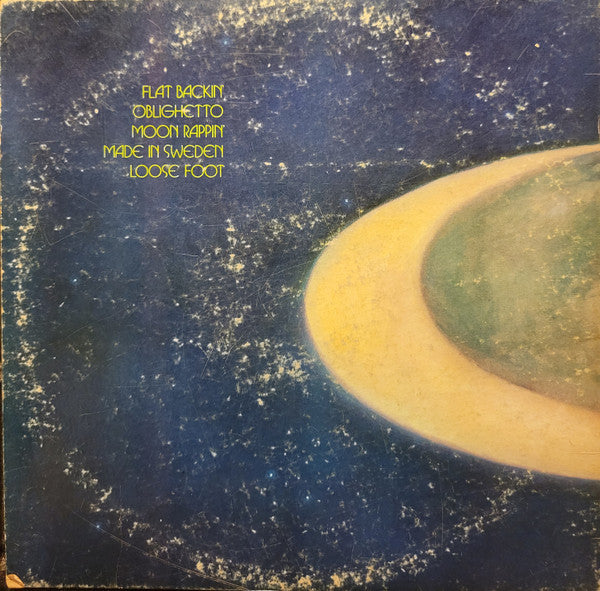 FLAT BACKIN'
'OBLIGHETTO
MOON RAPPIN'
MADE IN SWEDEN
LOOSE FOOT